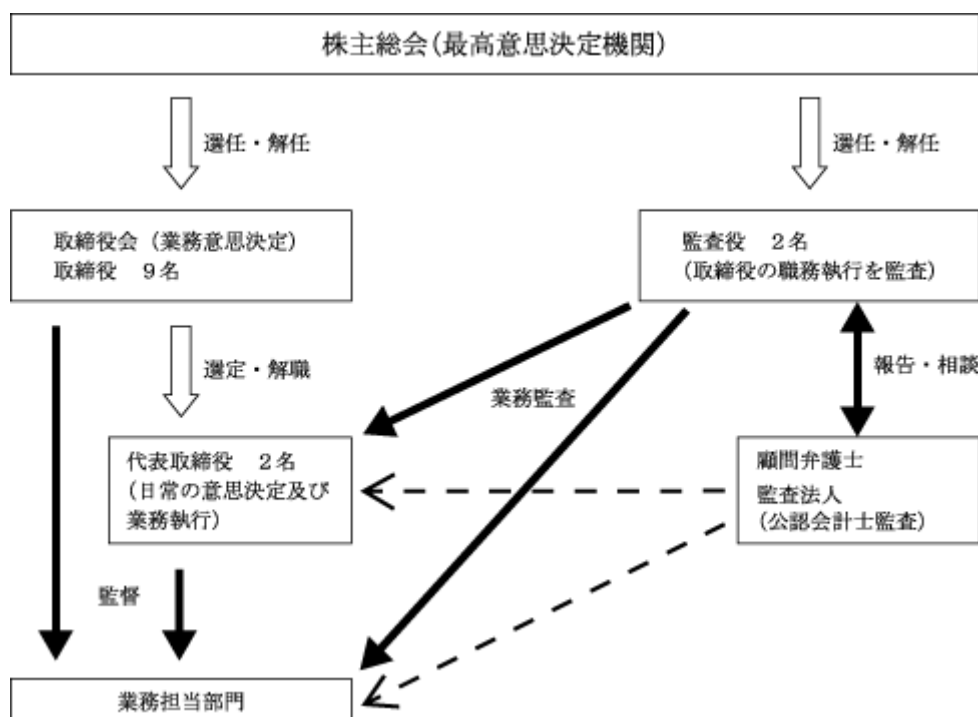 株主総会(最高意思決定機関)
選任・解任
選任・解任
取締役会（業務意思決定）
取締役　９名
監査役　２名
(取締役の職務執行を監査)
選定・解職
業務監査
報告・相談
代表取締役　２名
(日常の意思決定及び
業務執行)
顧問弁護士
監査法人
(公認会計士監査)
監督
業務担当部門